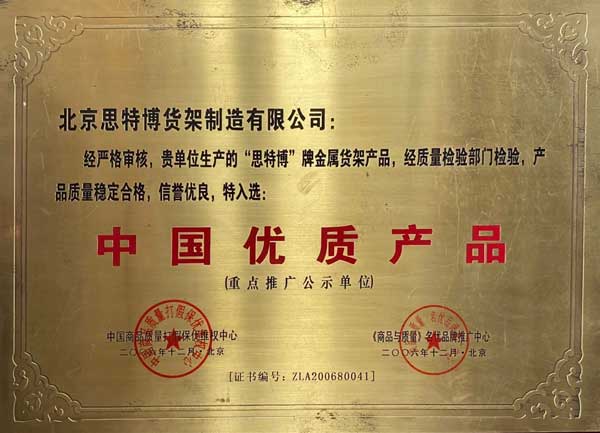 北京思特博货架制造有限公司：
经严格审核，贵单位生产的“思特博”牌金属货架产品，经质量检验部门检验，产
品质量稳定合格，信誉优良，特入选：
中国优质产品
(重点推广公示单位)
中国商品质量打假保优维权中心 《商品与质量》名优品牌推广中心
二〇〇六年十二月·北京 二〇〇六年十二月·北京
[证书编号：ZLA200680041]